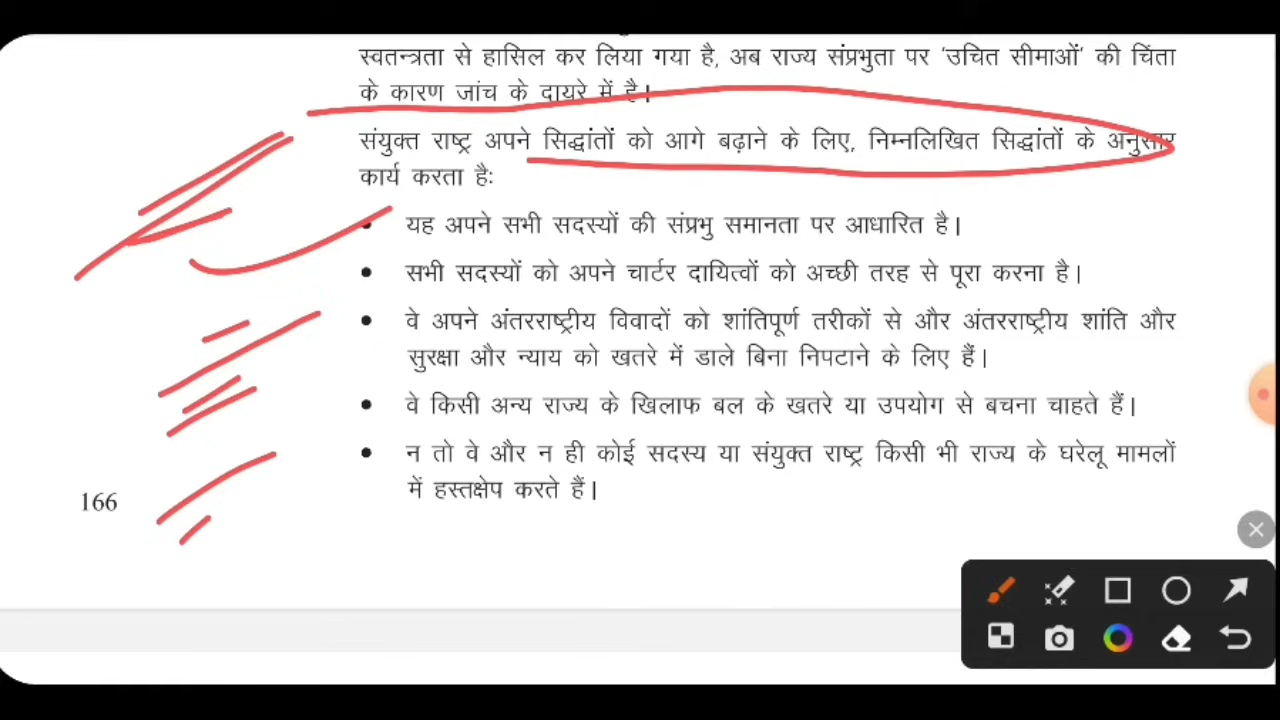 स्वतन्त्रता से हासिल कर लिया गया है, अब राज्य संप्रभुता पर ‘उचित सीमाओं’ की चिंता
के कारण जांच के दायरे में है।
संयुक्त राष्ट्र अपने सिद्धांतों को आगे बढ़ाने के लिए, निम्नलिखित सिद्धांतों के अनुसार
कार्य करता है:
• यह अपने सभी सदस्यों की संप्रभु समानता पर आधारित है।
• सभी सदस्यों को अपने चार्टर दायित्वों को अच्छी तरह से पूरा करना है।
• वे अपने अंतरराष्ट्रीय विवादों को शांतिपूर्ण तरीकों से और अंतरराष्ट्रीय शांति और
सुरक्षा और न्याय को खतरे में डाले बिना निपटाने के लिए हैं।
• वे किसी अन्य राज्य के खिलाफ बल के खतरे या उपयोग से बचना चाहते हैं।
• न तो वे और न ही कोई सदस्य या संयुक्त राष्ट्र किसी भी राज्य के घरेलू मामलों
में हस्तक्षेप करते हैं।
166